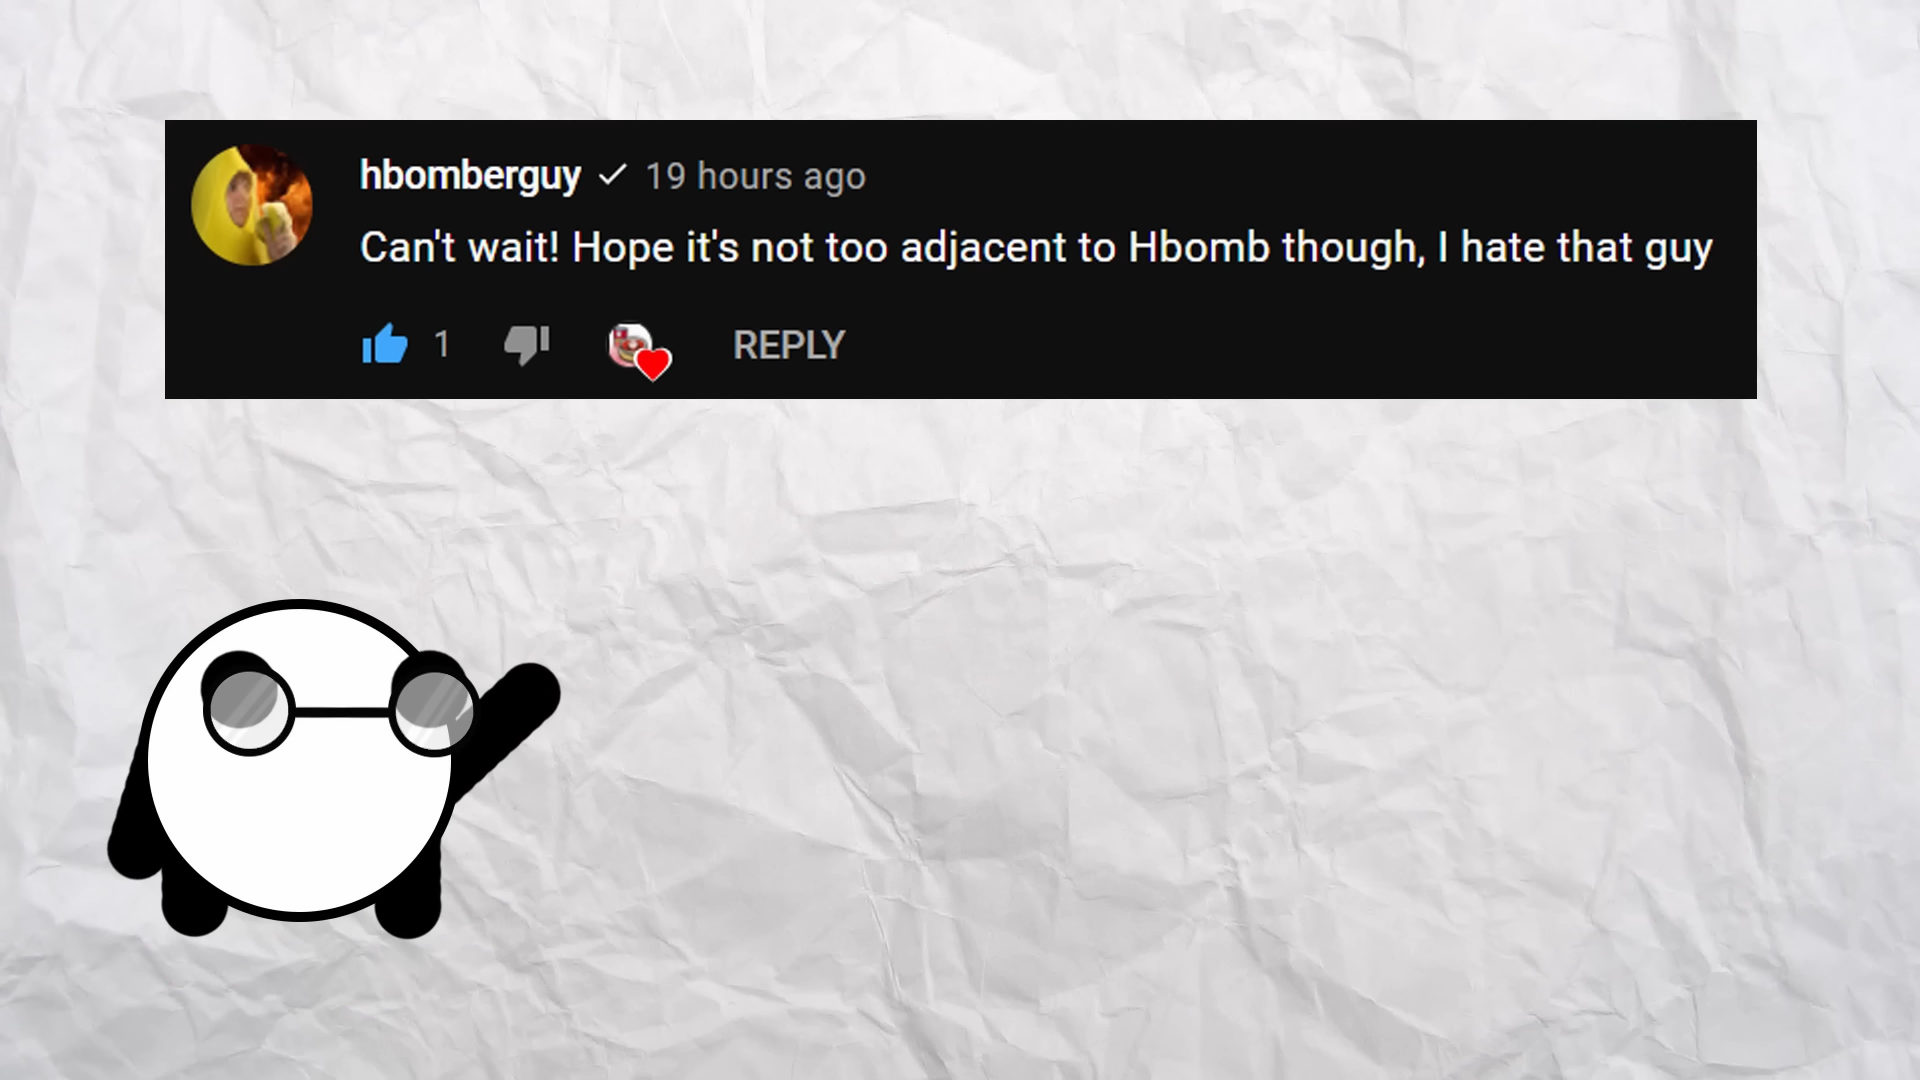 hbomberguy 19 hours ago
Can't wait! Hope it's not too adjacent to Hbomb though, I hate that guy
1 REPLY